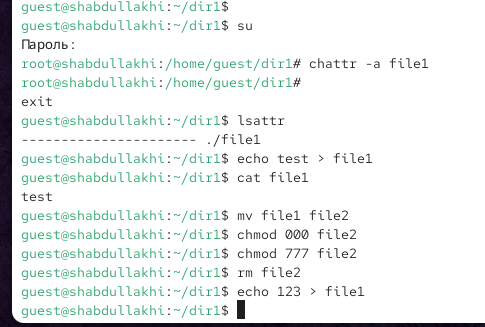 guest@shabdullakhi:~/dir1$
guest@shabdullakhi:~/dir1$ su
Пароль:
root@shabdullakhi:/home/guest/dir1# chattr -a file1
root@shabdullakhi:/home/guest/dir1#
exit
guest@shabdullakhi:~/dir1$ lsattr
---------------------- ./file1
guest@shabdullakhi:~/dir1$ echo test > file1
guest@shabdullakhi:~/dir1$ cat file1
test
guest@shabdullakhi:~/dir1$ mv file1 file2
guest@shabdullakhi:~/dir1$ chmod 000 file2
guest@shabdullakhi:~/dir1$ chmod 777 file2
guest@shabdullakhi:~/dir1$ rm file2
guest@shabdullakhi:~/dir1$ echo 123 > file1
guest@shabdullakhi:~/dir1$